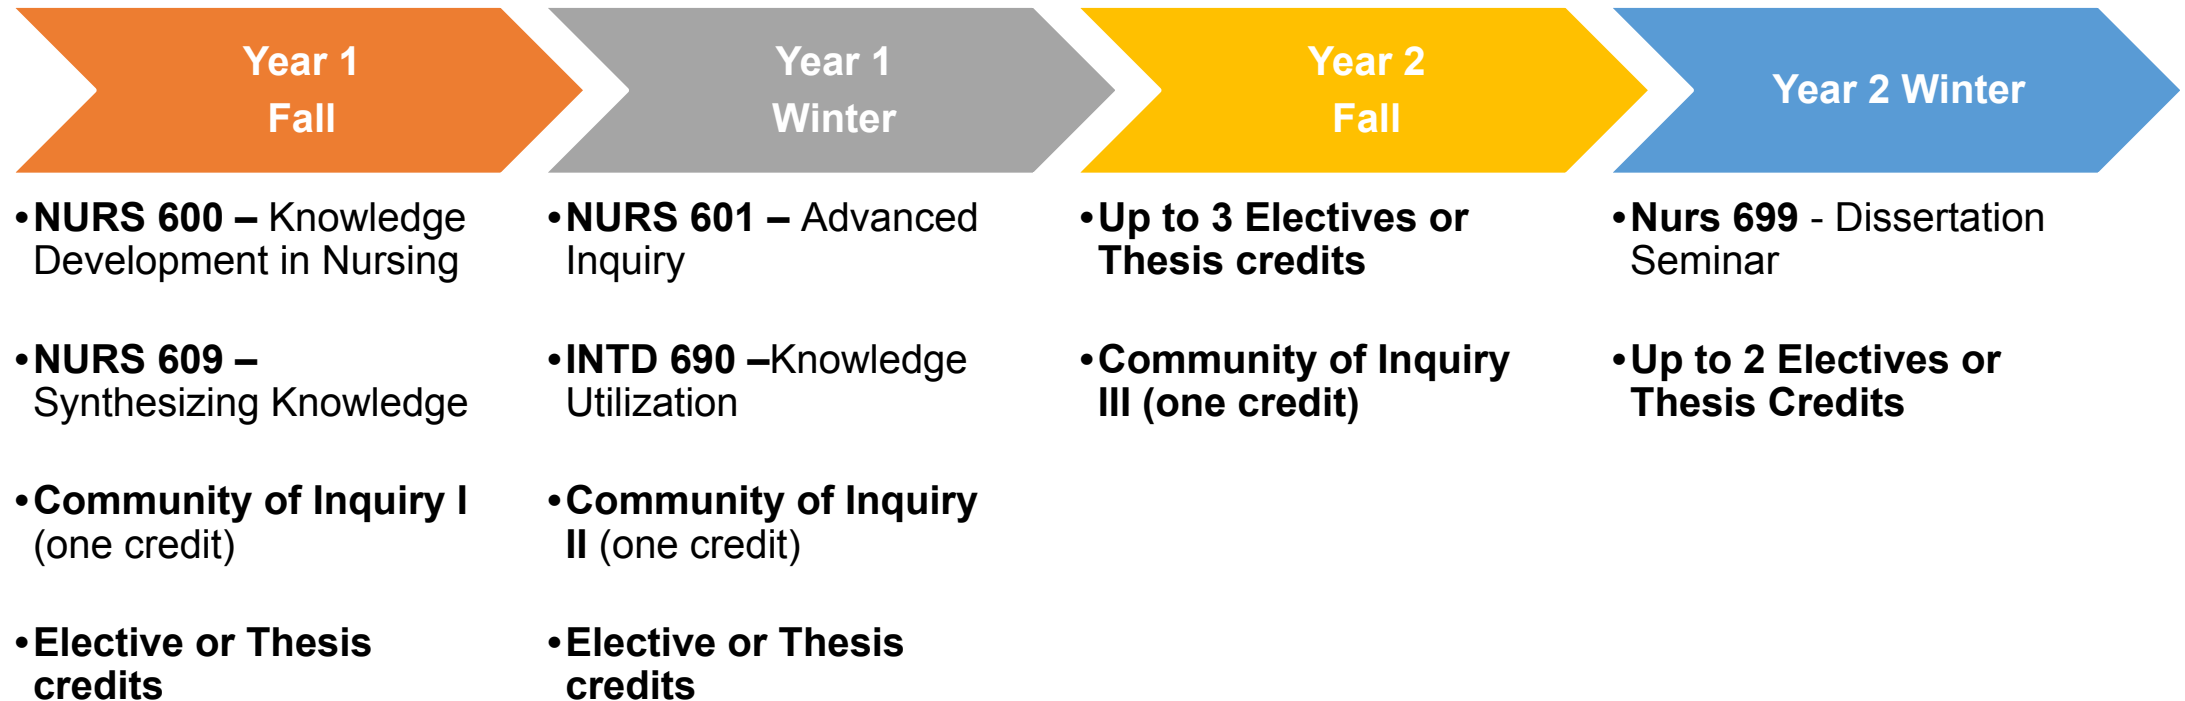 Year 1
Fall
•NURS 600 – Knowledge
Development in Nursing
•NURS 609 –
Synthesizing Knowledge
•Community of Inquiry I
(one credit)
•Elective or Thesis
credits
Year 1
Winter
•NURS 601 – Advanced
Inquiry
•INTD 690 –Knowledge
Utilization
•Community of Inquiry
II (one credit)
•Elective or Thesis
credits
Year 2
Fall
•Up to 3 Electives or
Thesis credits
•Community of Inquiry
III (one credit)
Year 2 Winter
•Nurs 699 - Dissertation
Seminar
•Up to 2 Electives or
Thesis Credits